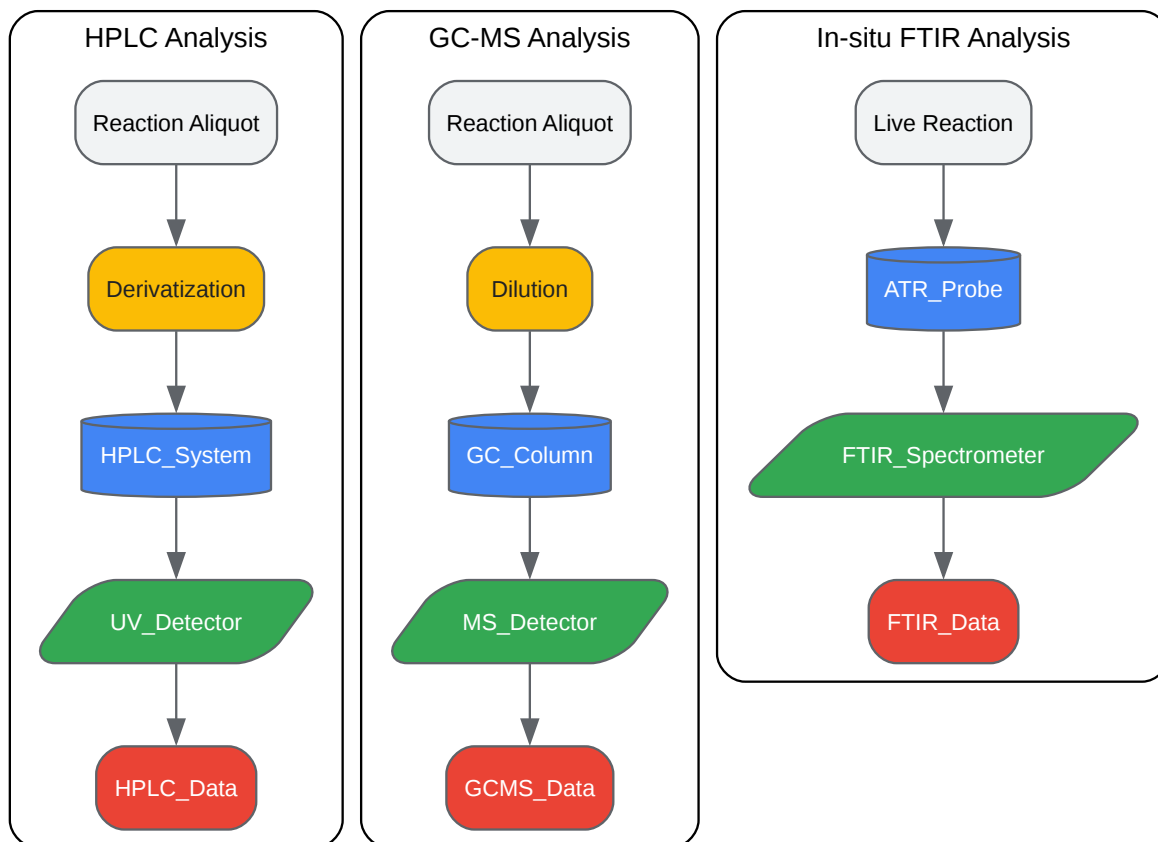 HPLC Analysis
Reaction Aliquot
Derivatization
HPLC_System
UV_Detector
HPLC_Data
GC-MS Analysis
Reaction Aliquot
Dilution
GC_Column
MS_Detector
GCMS_Data
In-situ FTIR Analysis
Live Reaction
ATR_Probe
FTIR_Spectrometer
FTIR_Data